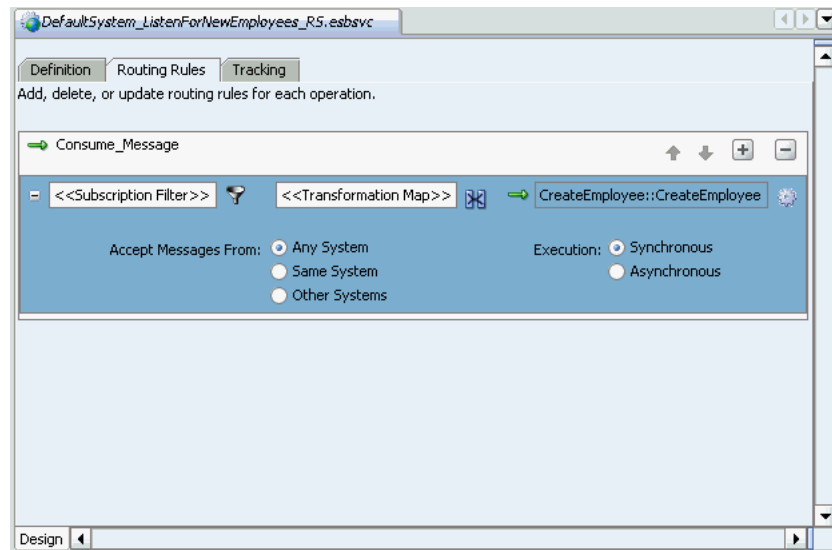 DefaultSystem_ListenForNewEmployees_RS.esbsvc
Definition Routing Rules Tracking
Add, delete, or update routing rules for each operation.
Consume_Message
<<Subscription Filter>> <<Transformation Map>> CreateEmployee::CreateEmployee
Accept Messages From: Any System Execution: Synchronous
Same System Asynchronous
Other Systems
Design